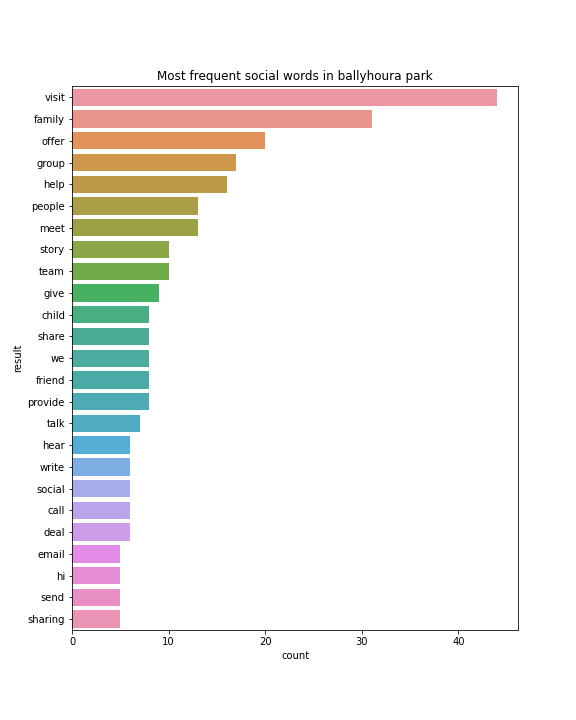 Most frequent social words in ballyhoura park
visit
family
offer
group
help
people
meet
story
team
give
child
share
we
friend
provide
talk
hear
write
social
call
deal
email
hi
send
sharing
result
0 10 20 30 40
count